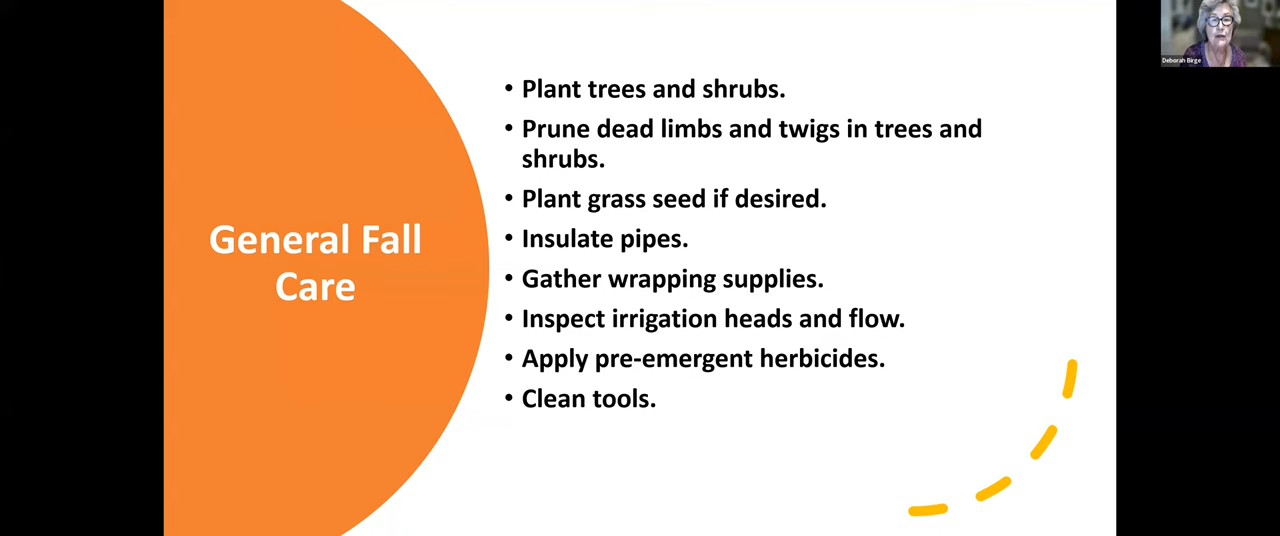 General Fall
Care
• Plant trees and shrubs.
• Prune dead limbs and twigs in trees and
shrubs.
• Plant grass seed if desired.
• Insulate pipes.
• Gather wrapping supplies.
• Inspect irrigation heads and flow.
• Apply pre-emergent herbicides.
• Clean tools.
Deborah Birge